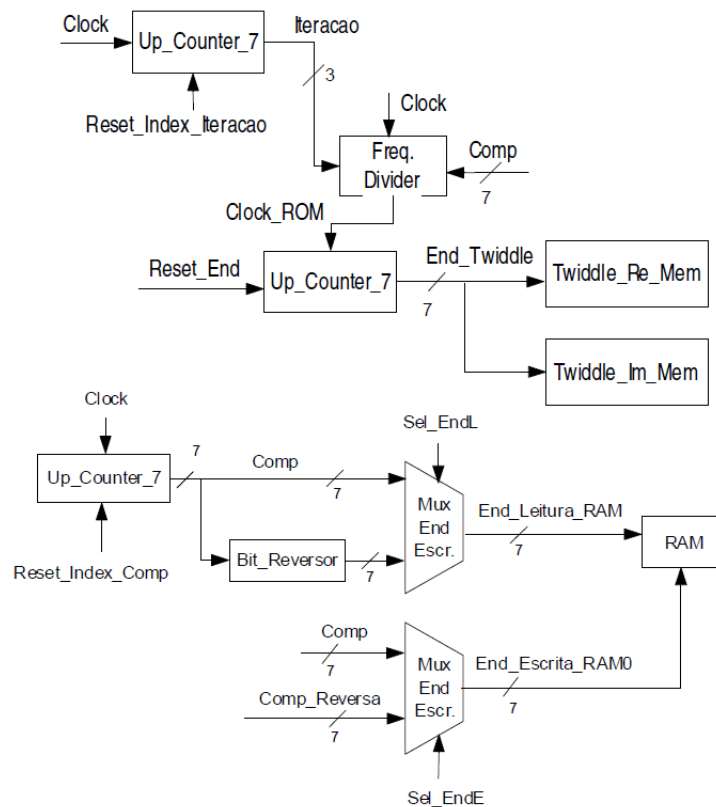 Clock
Up_Counter_7
Iteracao
3
Reset_Index_Iteracao
Clock
Freq.
Divider
Comp
7
Clock_ROM
Reset_End
Up_Counter_7
End_Twiddle
7
Twiddle_Re_Mem
Twiddle_Im_Mem
Clock
Up_Counter_7
7
Reset_Index_Comp
Comp
7
Bit_Reversor
7
Sel_EndL
Mux
End
Escr.
End_Leitura_RAM
7
RAM
Comp
7
Comp_Reversa
7
Mux
End
Escr.
End_Escrita_RAM0
7
Sel_EndE